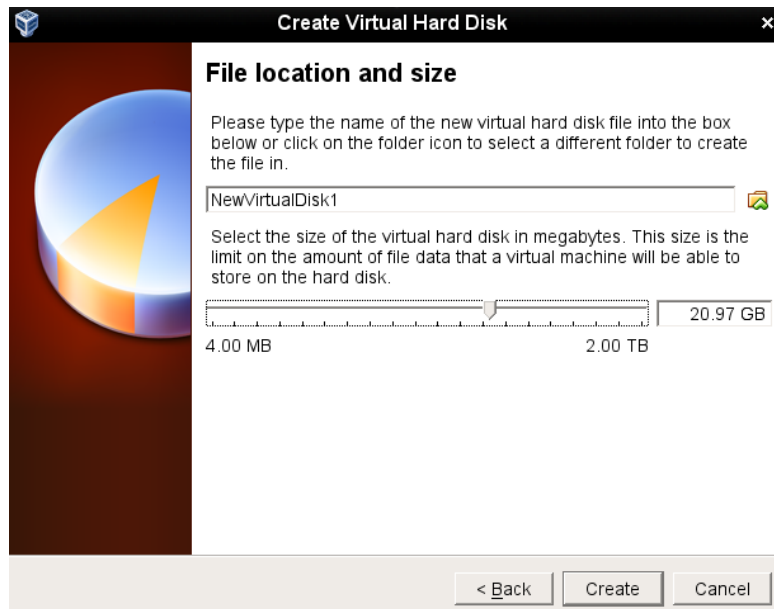 Create Virtual Hard Disk
File location and size
Please type the name of the new virtual hard disk file into the box
below or click on the folder icon to select a different folder to create
the file in.
NewVirtualDisk1
Select the size of the virtual hard disk in megabytes. This size is the
limit on the amount of file data that a virtual machine will be able to
store on the hard disk.
20.97 GB
4.00 MB 2.00 TB
< Back Create Cancel